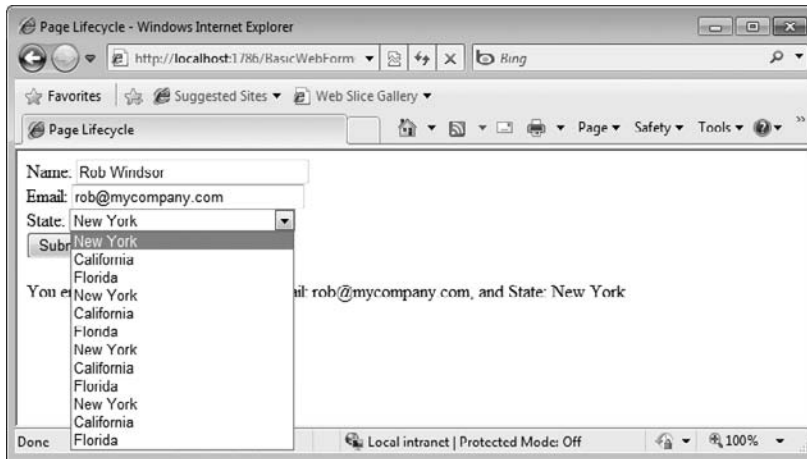 Page Lifecycle - Windows Internet Explorer
http://localhost:1786/BasicWebForm
Bing
Favorites Suggested Sites Web Slice Gallery
Page Lifecycle Page Safety Tools »
Name: Rob Windsor
Email: rob@mycompany.com
State: New York
Subr
New York
California
Florida
New York
California
Florida
New York
California
Florida
New York
California
Florida
You e ail: rob@mycompany.com, and State: New York
Done Local intranet | Protected Mode: Off 100%